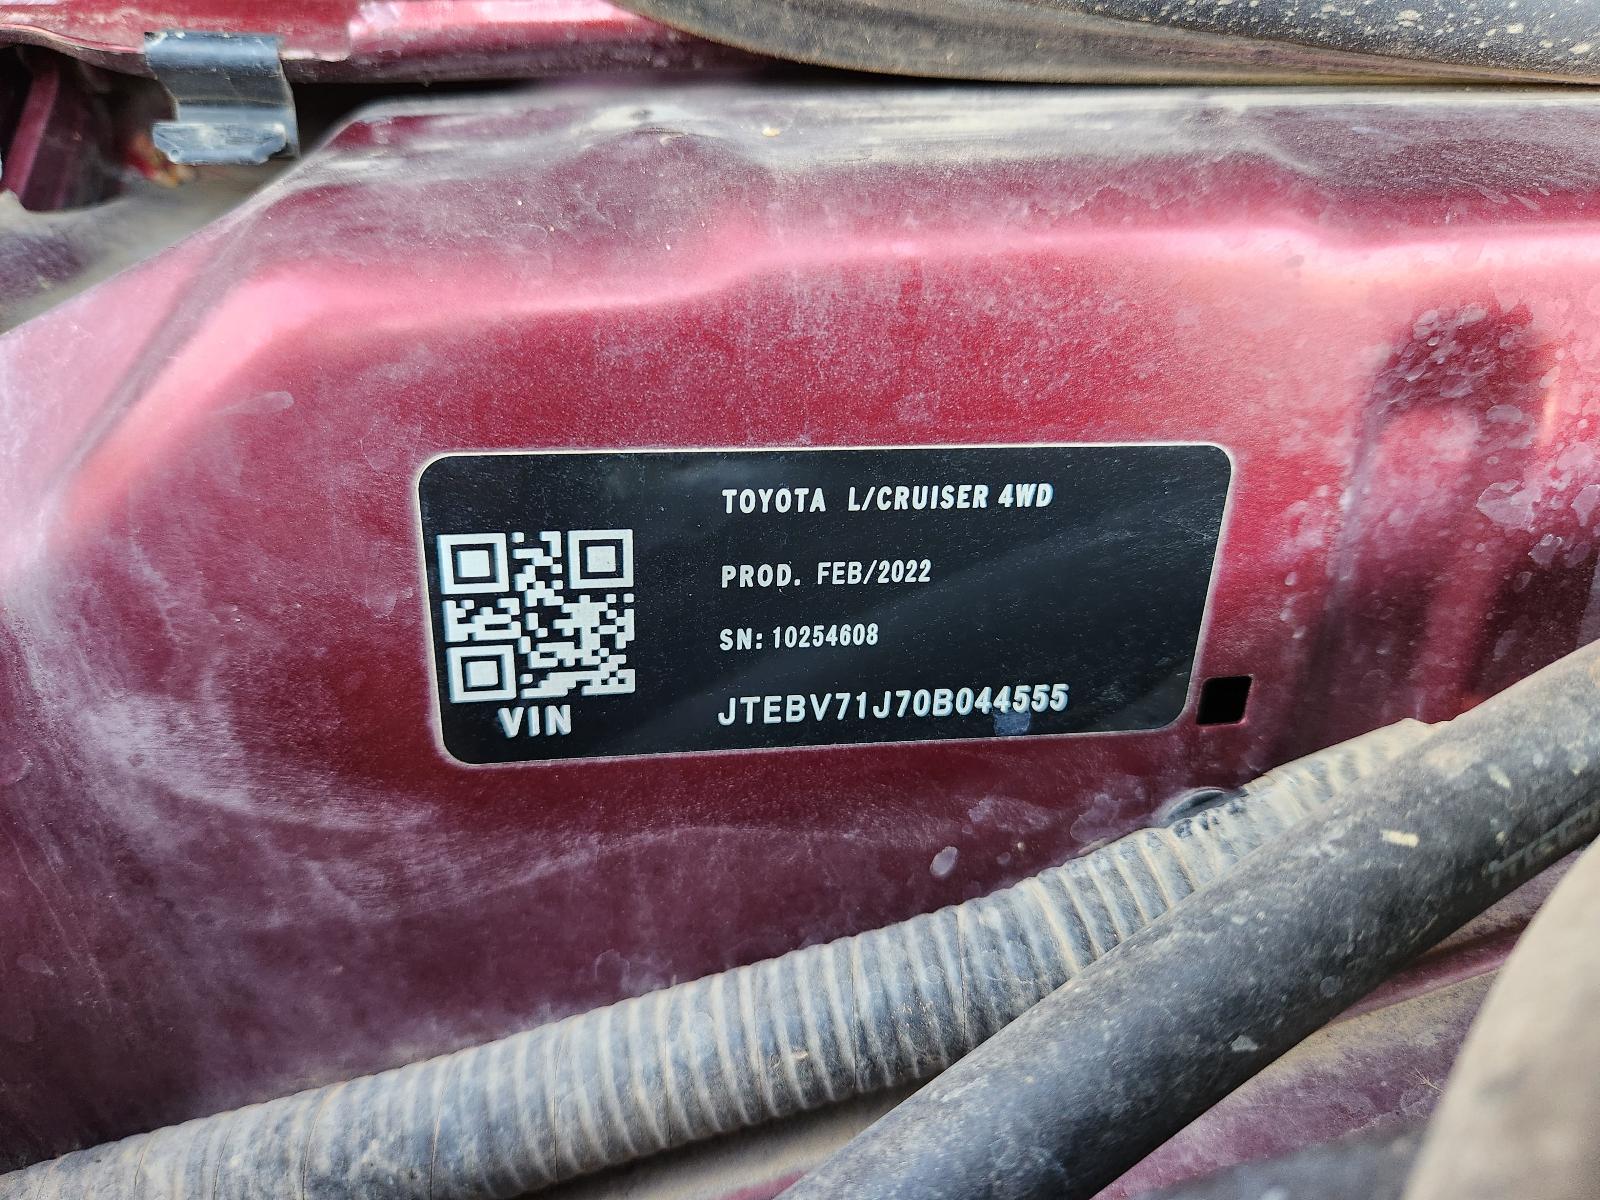 TOYOTA L/CRUISER 4WD
PROD. FEB/2022
SN: 10254608
JTEBV71J70B044555
VIN